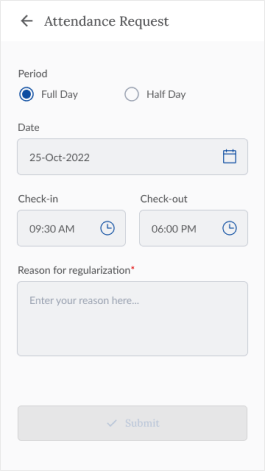 Attendance Request
Period
Full Day Half Day
Date
25-Oct-2022
Check-in Check-out
09:30 AM 06:00 PM
Reason for regularization*
Enter your reason here...
Submit